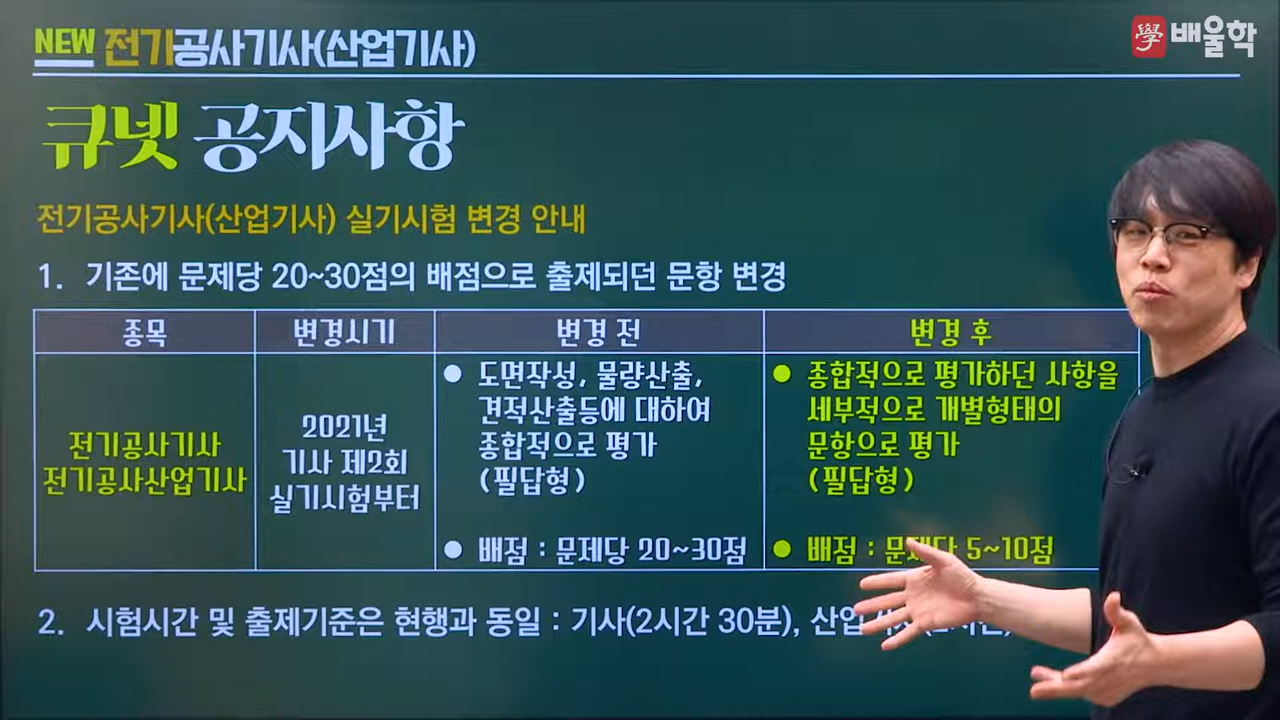 NEW 전기공사기사(산업기사)
學 배울학
큐넷 공지사항
전기공사기사(산업기사) 실기시험 변경 안내
1. 기존에 문제당 20~30점의 배점으로 출제되던 문항 변경
종목 변경시기 변경 전 변경 후
전기공사기사
전기공사산업기사
2021년
기사 제2회
실기시험부터
● 도면작성, 물량산출,
견적산출등에 대하여
종합적으로 평가
(필답형)
● 배점 : 문제당 20~30점
● 종합적으로 평가하던 사항을
세부적으로 개별형태의
문항으로 평가
(필답형)
● 배점 : 문제당 5~10점
2. 시험시간 및 출제기준은 현행과 동일 : 기사(2시간 30분), 산업